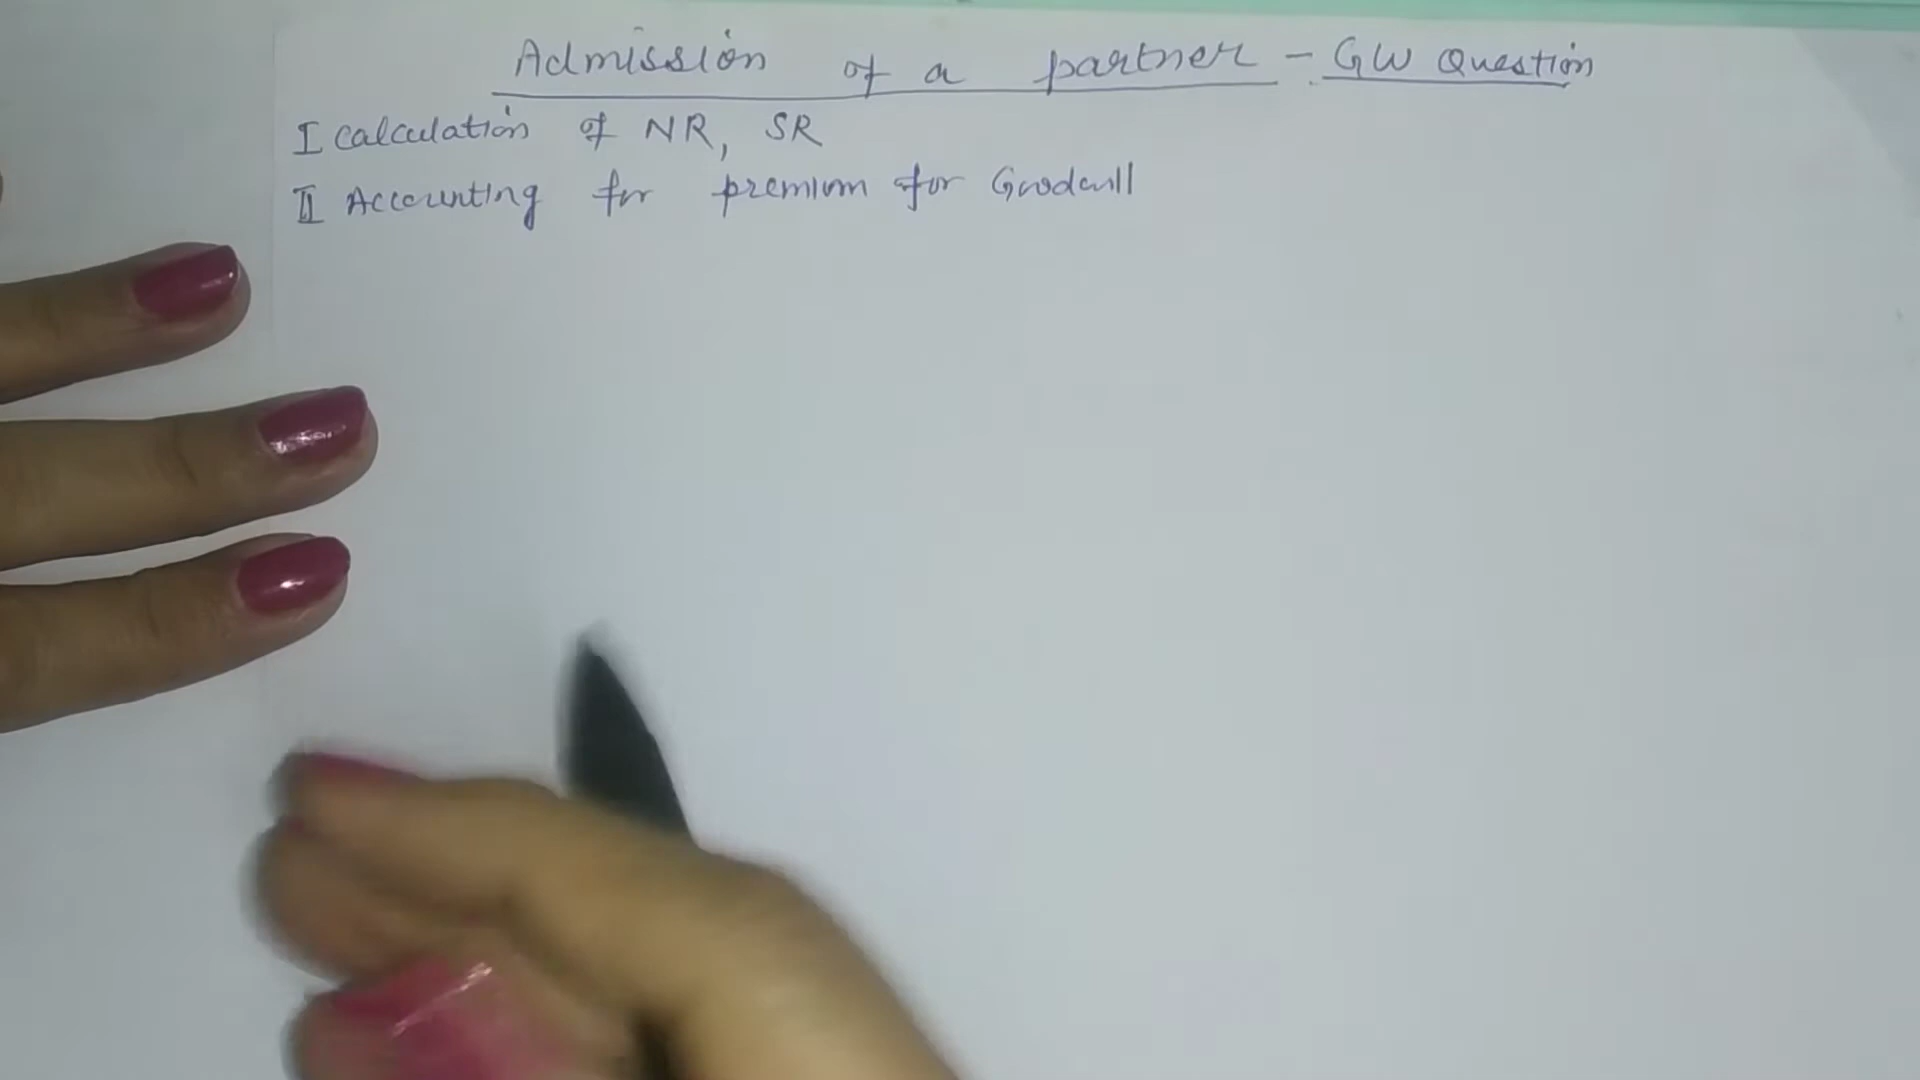 Admission of a partner - GW Question
I Calculation of NR, SR
II Accounting for premium for Goodwill